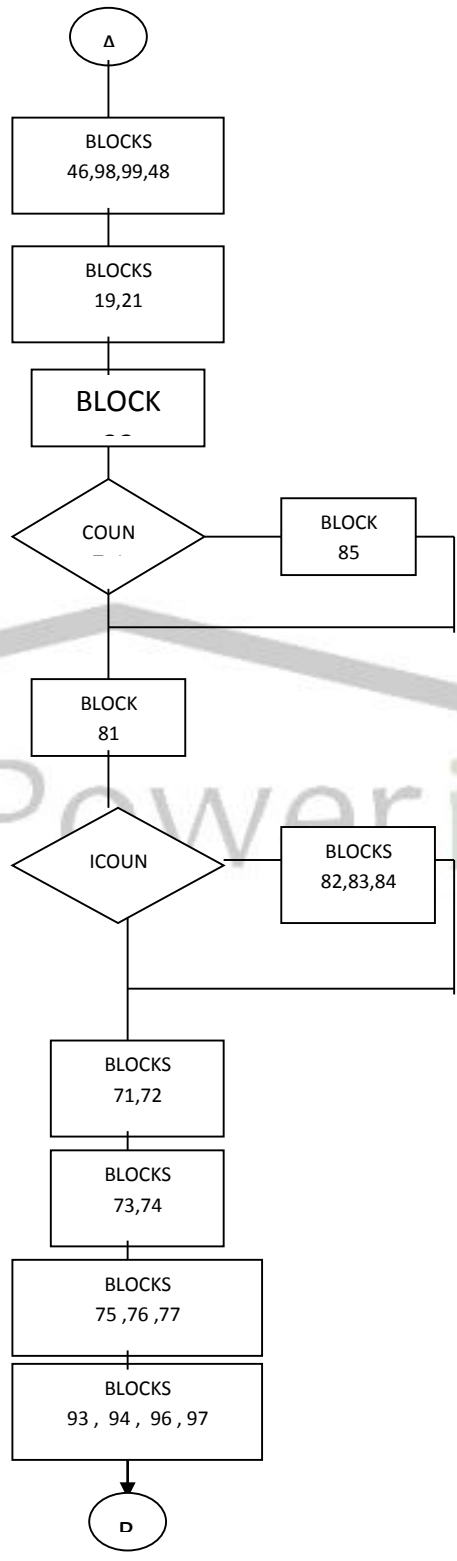 A
BLOCKS
46,98,99,48
BLOCKS
19,21
BLOCK
COUN
BLOCK
85
BLOCK
81
Power
ICOUN
BLOCKS
82,83,84
BLOCKS
71,72
BLOCKS
73,74
BLOCKS
75 ,76 ,77
BLOCKS
93 , 94 , 96 , 97